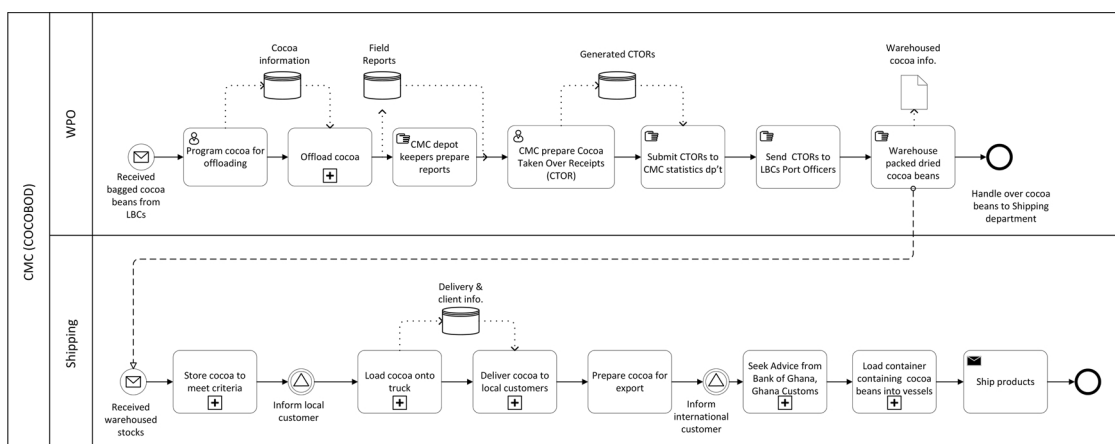 CMC (COCOBOD)
WPO
Cocoa
information
Field
Reports
Generated CTORs
Warehoused
cocoa info.
Received
bagged cocoa
beans from
LBCs
Program cocoa for
offloading
Offload cocoa
CMC depot
keepers prepare
reports
CMC prepare Cocoa
Taken Over Receipts
(CTOR)
Submit CTORs to
CMC statistics dp't
Send CTORs to
LBCs Port Officers
Warehouse
packed dried
cocoa beans
Handle over cocoa
beans to Shipping
department
Shipping
Delivery &
client info.
Received
warehoused
stocks
Store cocoa to
meet criteria
Inform local
customer
Load cocoa onto
truck
Deliver cocoa to
local customers
Prepare cocoa for
export
Inform
international
customer
Seek Advice from
Bank of Ghana,
Ghana Customs
Load container
containing cocoa
beans into vessels
Ship products